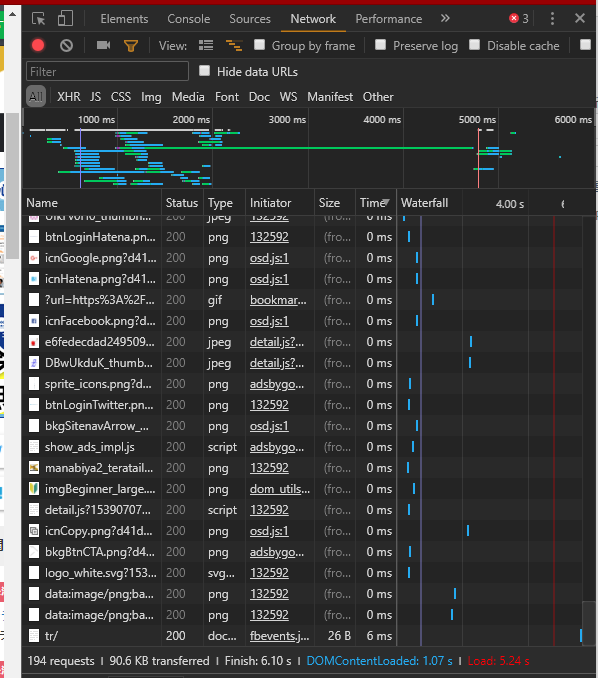 Elements Console Sources Network Performance » 3
View: Group by frame Preserve log Disable cache
Filter Hide data URLs
All XHR JS CSS Img Media Font Doc WS Manifest Other
1000 ms 2000 ms 3000 ms 4000 ms 5000 ms 6000 ms
Name Status Type Initiator Size Time Waterfall 4.00 s
200 jpeg 132592 (fro... 0 ms
btnLoginHatena.pn... 200 png 132592 (fro... 0 ms
icnGoogle.png?d41... 200 png osd.js:1 (fro... 0 ms
icnHatena.png?d41... 200 png osd.js:1 (fro... 0 ms
?url=https%3A%2F... 200 gif bookmar... (fro... 0 ms
icnFacebook.png?d... 200 png osd.js:1 (fro... 0 ms
e6fedecdad249509... 200 jpeg detail.js?... (fro... 0 ms
DBwUkduK_thumb... 200 jpeg detail.js?... (fro... 0 ms
sprite_icons.png?d... 200 png adsbygo... (fro... 0 ms
btnLoginTwitter.pn... 200 png 132592 (fro... 0 ms
bkgSitenavArrow_... 200 png osd.js:1 (fro... 0 ms
show_ads_impl.js 200 script adsbygo... (fro... 0 ms
manabiya2_teratail... 200 png 132592 (fro... 0 ms
imgBeginner_large.... 200 png dom_utils... (fro... 0 ms
detail.js?15390707... 200 script 132592 (fro... 0 ms
icnCopy.png?d41d... 200 png osd.js:1 (fro... 0 ms
bkgBtnCTA.png?d4... 200 png adsbygo... (fro... 0 ms
logo_white.svg?153... 200 svg... 132592 (fro... 0 ms
data:image/png;ba... 200 png 132592 (fro... 0 ms
data:image/png;ba... 200 png 132592 (fro... 0 ms
tr/ 200 doc... fbevents.j... 26 B 6 ms
194 requests | 90.6 KB transferred | Finish: 6.10 s | DOMContentLoaded: 1.07 s | Load: 5.24 s